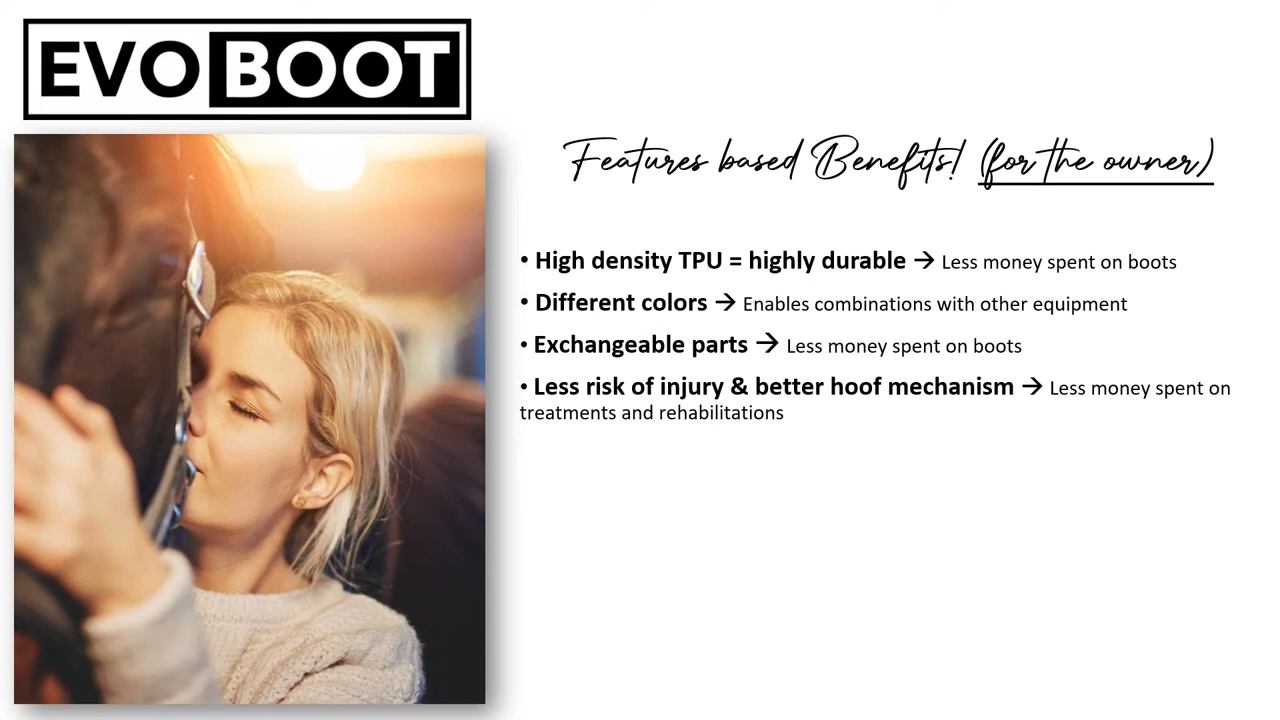 EVO BOOT
Features based Benefits! (for the owner)
• High density TPU = highly durable → Less money spent on boots
• Different colors → Enables combinations with other equipment
• Exchangeable parts → Less money spent on boots
• Less risk of injury & better hoof mechanism → Less money spent on
treatments and rehabilitations